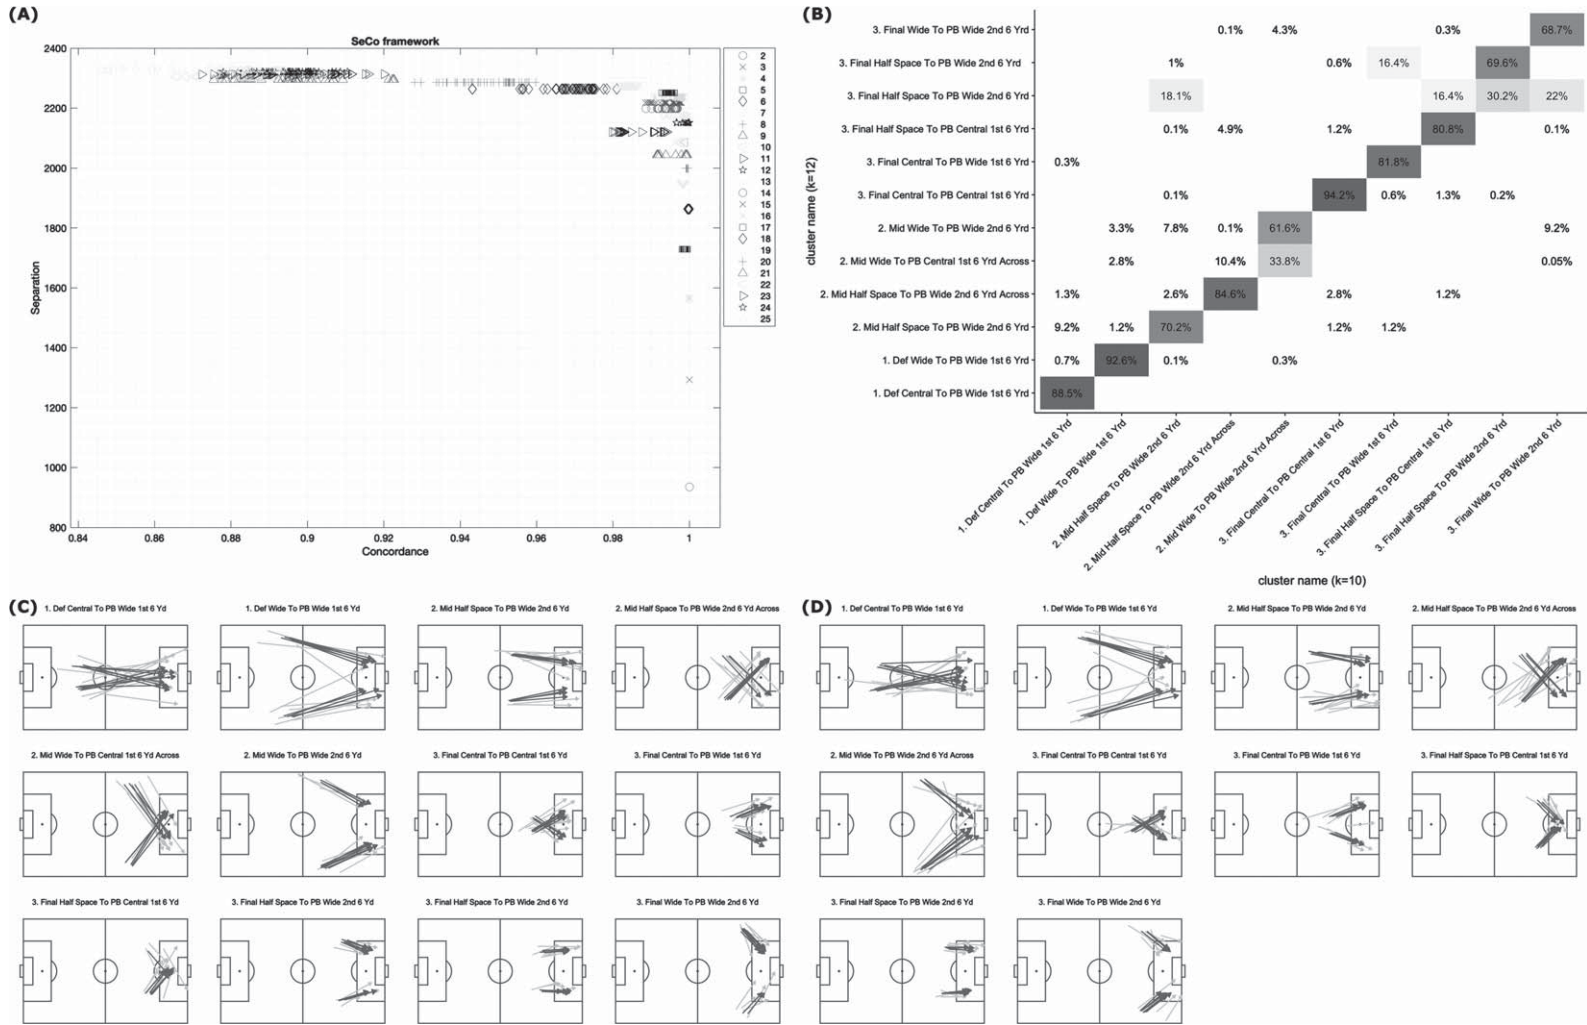 (A)
SeCo framework
2400
2200
2000
1800
1600
1400
1200
1000
800
Separation
0.84
0.86
0.88
0.9
0.92
0.94
0.96
0.98
1
Concordance
2
3
4
5
6
7
8
9
10
11
12
13
14
15
16
17
18
19
20
21
22
23
24
25
(B)
cluster name (k=12)
3. Final Wide To PB Wide 2nd 6 Yrd 0.1% 4.3% 0.3% 68.7%
3. Final Half Space To PB Wide 2nd 6 Yrd 1% 0.6% 16.4% 69.6%
3. Final Half Space To PB Wide 2nd 6 Yrd 18.1% 16.4% 30.2% 22%
3. Final Half Space To PB Central 1st 6 Yrd 0.1% 4.9% 1.2% 80.8% 0.1%
3. Final Central To PB Wide 1st 6 Yrd 0.3% 81.8%
3. Final Central To PB Central 1st 6 Yrd 0.1% 94.2% 0.6% 1.3% 0.2%
2. Mid Wide To PB Wide 2nd 6 Yrd 3.3% 7.8% 0.1% 61.6% 9.2%
2. Mid Wide To PB Central 1st 6 Yrd Across 2.8% 10.4% 33.8% 0.05%
2. Mid Half Space To PB Wide 2nd 6 Yrd Across 1.3% 2.6% 84.6% 2.8% 1.2%
2. Mid Half Space To PB Wide 2nd 6 Yrd 9.2% 1.2% 70.2% 1.2% 1.2%
1. Def Wide To PB Wide 1st 6 Yrd 0.7% 92.6% 0.1% 0.3%
1. Def Central To PB Wide 1st 6 Yrd 88.5%
1. Def Central To PB Wide 1st 6 Yrd
1. Def Wide To PB Wide 1st 6 Yrd
2. Mid Half Space To PB Wide 2nd 6 Yrd
2. Mid Half Space To PB Wide 2nd 6 Yrd Across
2. Mid Wide To PB Wide 2nd 6 Yrd Across
3. Final Central To PB Central 1st 6 Yrd
3. Final Central To PB Wide 1st 6 Yrd
3. Final Half Space To PB Central 1st 6 Yrd
3. Final Half Space To PB Wide 2nd 6 Yrd
3. Final Wide To PB Wide 2nd 6 Yrd
cluster name (k=10)
(C)
1. Def Central To PB Wide 1st 6 Yd
1. Def Wide To PB Wide 1st 6 Yd
2. Mid Half Space To PB Wide 2nd 6 Yd
2. Mid Half Space To PB Wide 2nd 6 Yd Across
2. Mid Wide To PB Central 1st 6 Yd Across
2. Mid Wide To PB Wide 2nd 6 Yd
3. Final Central To PB Central 1st 6 Yd
3. Final Central To PB Wide 1st 6 Yd
3. Final Half Space To PB Central 1st 6 Yd
3. Final Half Space To PB Wide 2nd 6 Yd
3. Final Half Space To PB Wide 2nd 6 Yd
3. Final Wide To PB Wide 2nd 6 Yd
(D)
1. Def Central To PB Wide 1st 6 Yd
1. Def Wide To PB Wide 1st 6 Yd
2. Mid Half Space To PB Wide 2nd 6 Yd
2. Mid Half Space To PB Wide 2nd 6 Yd Across
2. Mid Wide To PB Wide 2nd 6 Yd Across
3. Final Central To PB Central 1st 6 Yd
3. Final Central To PB Wide 1st 6 Yd
3. Final Half Space To PB Central 1st 6 Yd
3. Final Half Space To PB Wide 2nd 6 Yd
3. Final Wide To PB Wide 2nd 6 Yd